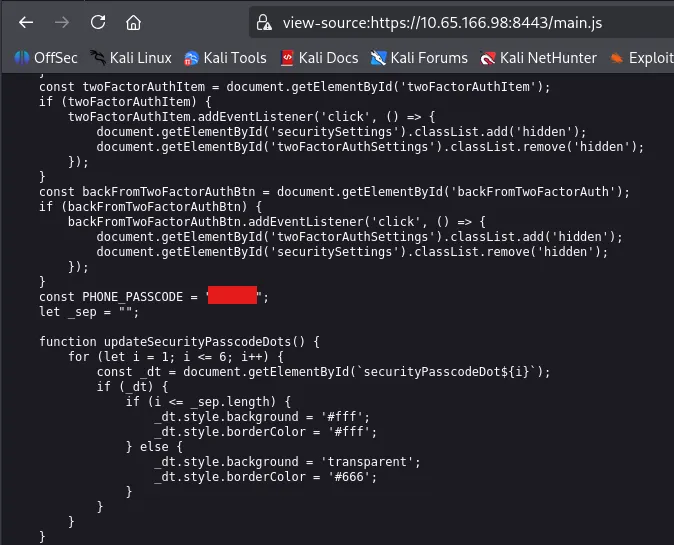 view-source:https://10.65.166.98:8443/main.js
OffSec Kali Linux Kali Tools Kali Docs Kali Forums Kali NetHunter Exploit
}
const twoFactorAuthItem = document.getElementById('twoFactorAuthItem');
if (twoFactorAuthItem) {
    twoFactorAuthItem.addEventListener('click', () => {
        document.getElementById('securitySettings').classList.add('hidden');
        document.getElementById('twoFactorAuthSettings').classList.remove('hidden');
    });
}
const backFromTwoFactorAuthBtn = document.getElementById('backFromTwoFactorAuth');
if (backFromTwoFactorAuthBtn) {
    backFromTwoFactorAuthBtn.addEventListener('click', () => {
        document.getElementById('twoFactorAuthSettings').classList.add('hidden');
        document.getElementById('securitySettings').classList.remove('hidden');
    });
}
const PHONE_PASSCODE = "";
let _sep = "";
function updateSecurityPasscodeDots() {
    for (let i = 1; i <= 6; i++) {
        const _dt = document.getElementById(`securityPasscodeDot${i}`);
        if (_dt) {
            if (i <= _sep.length) {
                _dt.style.background = '#fff';
                _dt.style.borderColor = '#fff';
            } else {
                _dt.style.background = 'transparent';
                _dt.style.borderColor = '#666';
            }
        }
    }
}